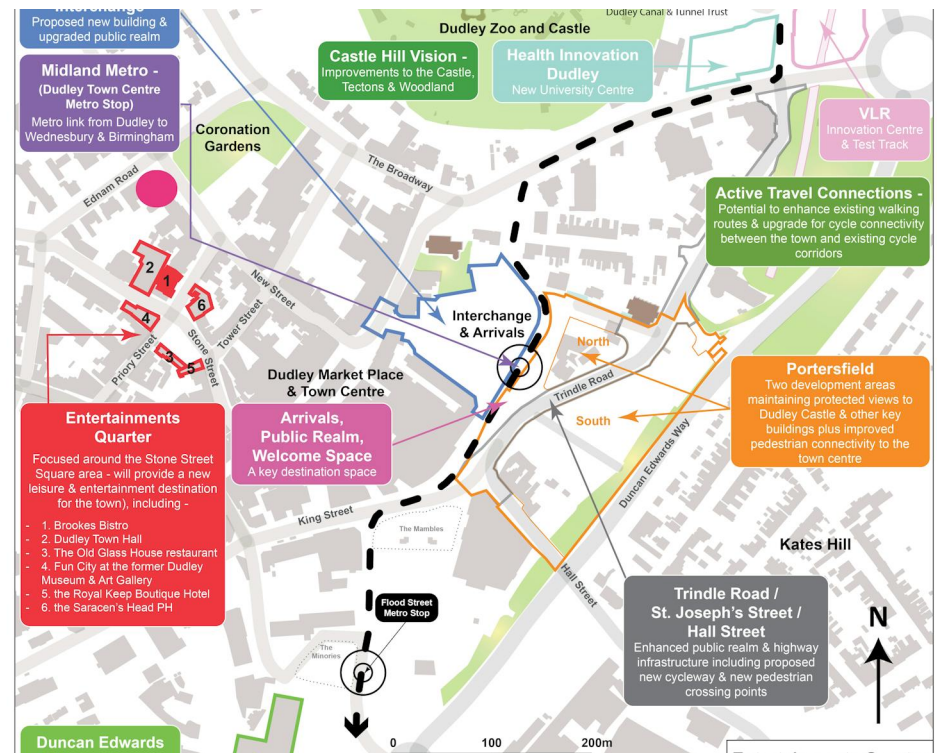 Interchange
Proposed new building &
upgraded public realm
Dudley Canal & Tunnel Trust
Dudley Zoo and Castle
Castle Hill Vision -
Improvements to the Castle,
Tectons & Woodland
Health Innovation
Dudley
New University Centre
VLR
Innovation Centre
& Test Track
Midland Metro -
(Dudley Town Centre
Metro Stop)
Metro link from Dudley to
Wednesbury & Birmingham
Coronation
Gardens
The Broadway
Ednam Road
Active Travel Connections -
Potential to enhance existing walking
routes & upgrade for cycle connectivity
between the town and existing cycle
corridors
2
1
6
4
3
5
New Street
Tower Street
Stone Street
Priory Street
Interchange
& Arrivals
North
South
Trindle Road
Duncan Edwards Way
Dudley Market Place
& Town Centre
Arrivals,
Public Realm,
Welcome Space
A key destination space
Portersfield
Two development areas
maintaining protected views to
Dudley Castle & other key
buildings plus improved
pedestrian connectivity to the
town centre
Entertainments
Quarter
Focused around the Stone Street
Square area - will provide a new
leisure & entertainment destination
for the town), including -
- 1. Brookes Bistro
- 2. Dudley Town Hall
- 3. The Old Glass House restaurant
- 4. Fun City at the former Dudley
Museum & Art Gallery
- 5. the Royal Keep Boutique Hotel
- 6. the Saracen's Head PH
King Street
The Mambles
Hall Street
Kates Hill
Flood Street
Metro Stop
The
Minories
Trindle Road /
St. Joseph's Street /
Hall Street
Enhanced public realm & highway
infrastructure including proposed
new cycleway & new pedestrian
crossing points
N
Duncan Edwards
0 100 200m